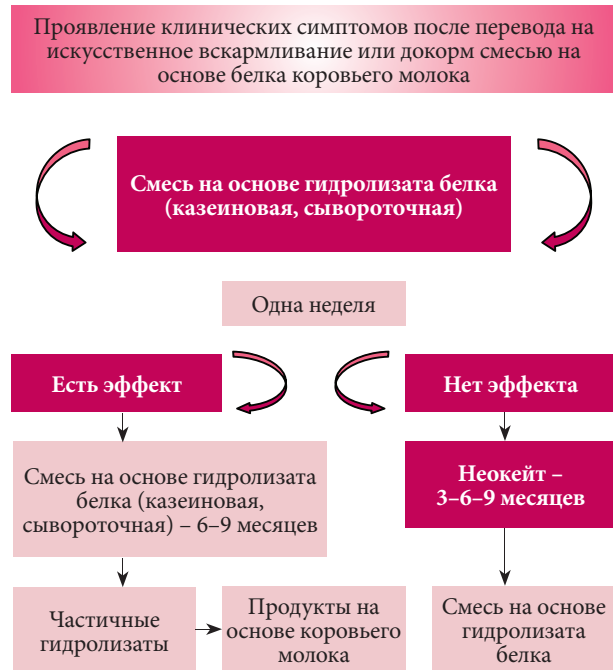 Проявление клинических симптомов после перевода на
искусственное вскармливание или докорм смесью на
основе белка коровьего молока
Смесь на основе гидролизата белка
(казеиновая, сывороточная)
Одна неделя
Есть эффект
Нет эффекта
Смесь на основе гидролизата
белка (казеиновая,
сывороточная) – 6–9 месяцев
Неокейт –
3–6–9 месяцев
Частичные
гидролизаты
Продукты на
основе коровьего
молока
Смесь на основе
гидролизата
белка